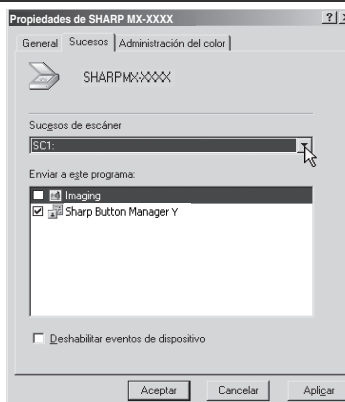 Propiedades de SHARP MX-XXXX
General Sucesos Administración del color
SHARPMX-XXXX
Sucesos de escáner
SC1:
Enviar a este programa:
Imaging
Sharp Button Manager Y
Deshabilitar eventos de dispositivo
Aceptar Cancelar Aplicar